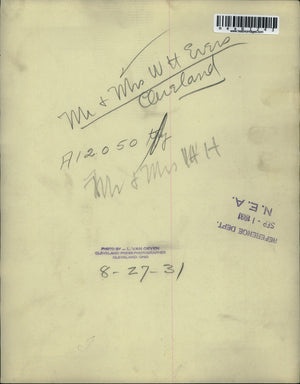 Mr & Mrs W H Evers
Cleveland
A12050
Mr & Mrs W H
REFERENCE DEPT.
SEP - 1 1931
N. E. A.
PHOTO BY - L. VAN OEYEN
CLEVELAND PRESS PHOTOGRAPHER
CLEVELAND, OHIO
8-27-31